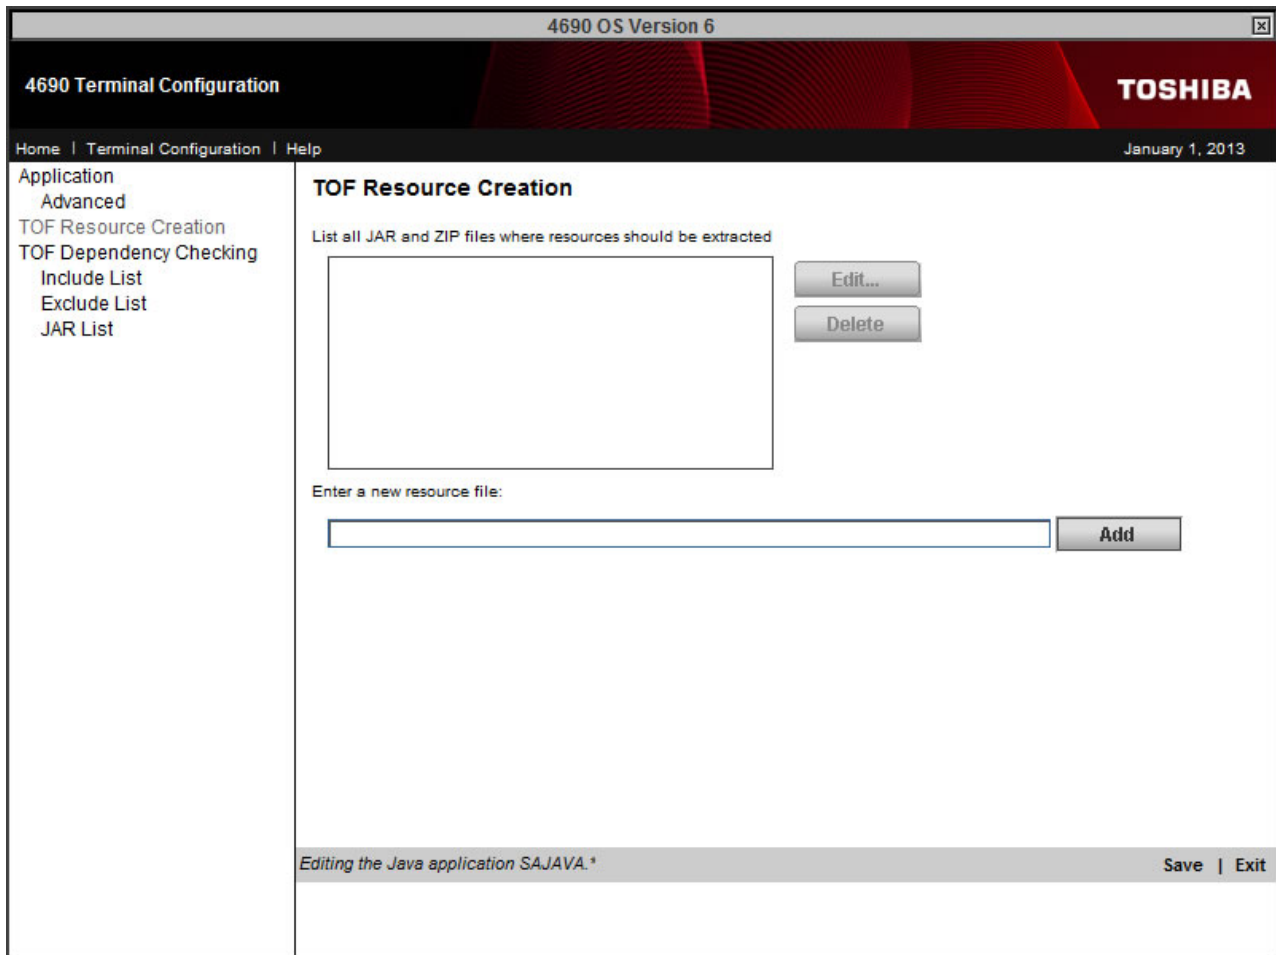 4690 OS Version 6
4690 Terminal Configuration
TOSHIBA
Home | Terminal Configuration | Help
January 1, 2013
Application
Advanced
TOF Resource Creation
TOF Dependency Checking
Include List
Exclude List
JAR List
TOF Resource Creation
List all JAR and ZIP files where resources should be extracted
Edit...
Delete
Enter a new resource file:
Add
Editing the Java application SAJAVA.*
Save | Exit